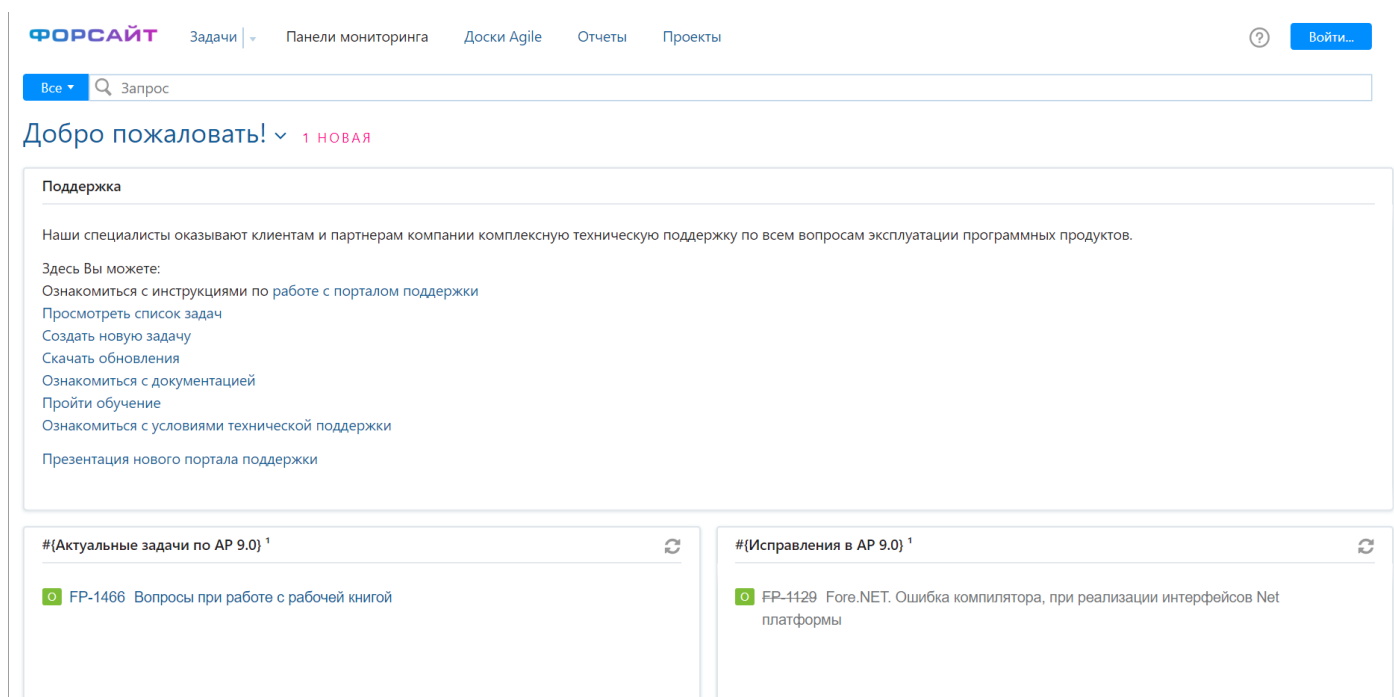 ФОРСАЙТ Задачи Панели мониторинга Доски Agile Отчеты Проекты ? Войти...
Все Запрос
Добро пожаловать! 1 НОВАЯ
Поддержка
Наши специалисты оказывают клиентам и партнерам компании комплексную техническую поддержку по всем вопросам эксплуатации программных продуктов.
Здесь Вы можете:
Ознакомиться с инструкциями по работе с порталом поддержки
Просмотреть список задач
Создать новую задачу
Скачать обновления
Ознакомиться с документацией
Пройти обучение
Ознакомиться с условиями технической поддержки
Презентация нового портала поддержки
#{Актуальные задачи по AP 9.0} 1
О FP-1466 Вопросы при работе с рабочей книгой
#{Исправления в AP 9.0} 1
О FP-1129 Fore.NET. Ошибка компилятора, при реализации интерфейсов Net
платформы